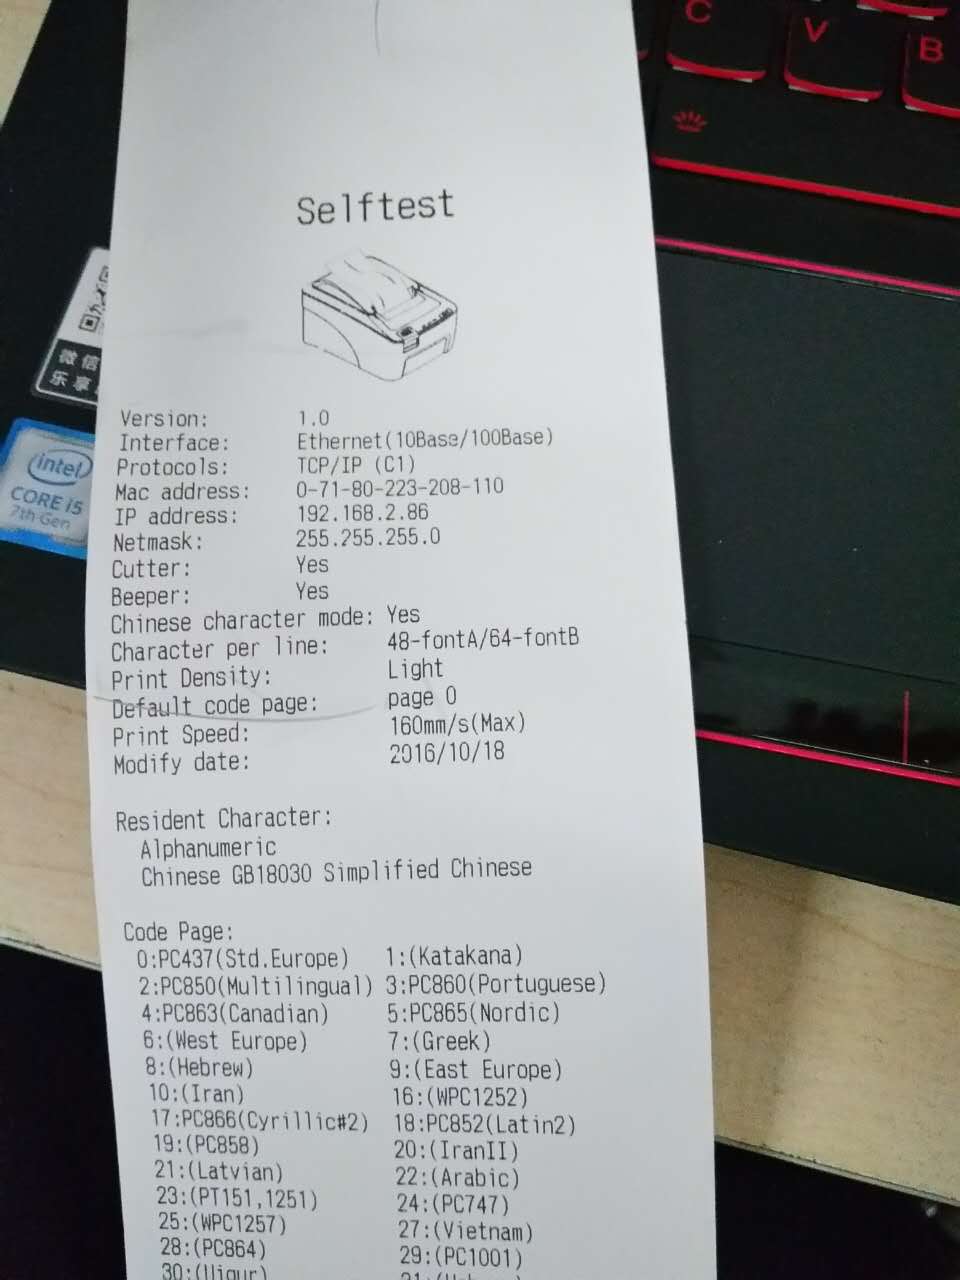 C
V
B
Selftest
微信
乐享
intel
CORE i5
7th Gen
Version: 1.0
Interface: Ethernet(10Base/100Base)
Protocols: TCP/IP (C1)
Mac address: 0-71-80-223-208-110
IP address: 192.168.2.86
Netmask: 255.255.255.0
Cutter: Yes
Beeper: Yes
Chinese character mode: Yes
Character per line: 48-fontA/64-fontB
Print Density: Light
Default code page: page 0
Print Speed: 160mm/s(Max)
Modify date: 2016/10/18
Resident Character:
Alphanumeric
Chinese GB18030 Simplified Chinese
Code Page:
0:PC437(Std.Europe) 1:(Katakana)
2:PC850(Multilingual) 3:PC860(Portuguese)
4:PC863(Canadian) 5:PC865(Nordic)
6:(West Europe) 7:(Greek)
8:(Hebrew) 9:(East Europe)
10:(Iran) 16:(WPC1252)
17:PC866(Cyrillic#2) 18:PC852(Latin2)
19:(PC858) 20:(IranII)
21:(Latvian) 22:(Arabic)
23:(PT151,1251) 24:(PC747)
25:(WPC1257) 27:(Vietnam)
28:(PC864) 29:(PC1001)
30:(Uigur)